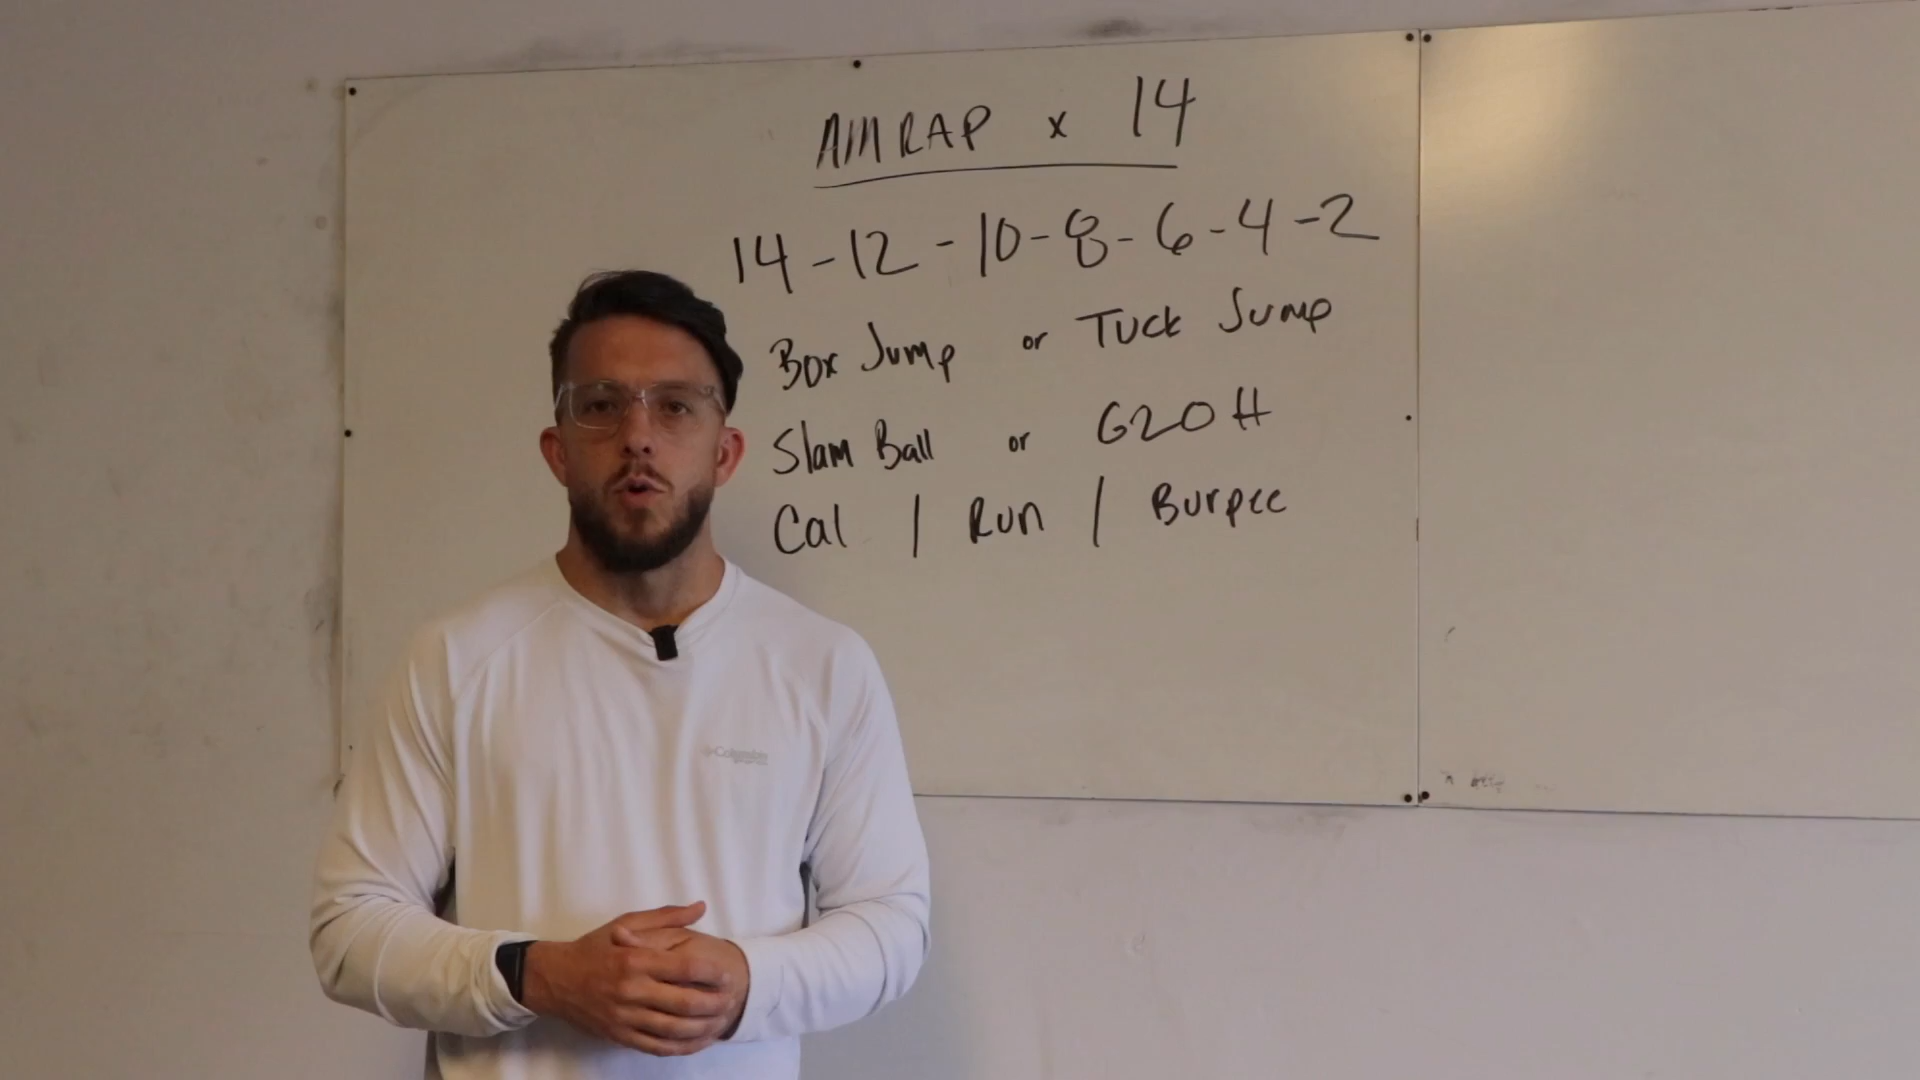 AMRAP x 14
14-12-10-8-6-4-2
Box Jump or Tuck Jump
Slam Ball or G2OH
Cal / Run / Burpee
Columbia